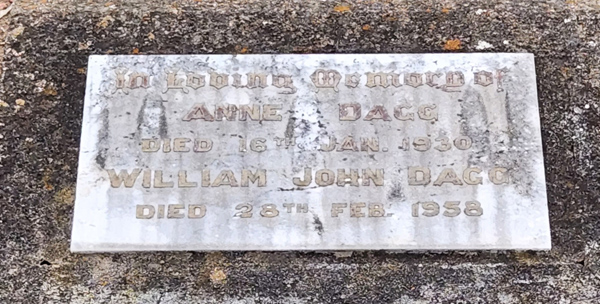 In Loving Memory of
ANNE DAGG
DIED 16TH JAN. 1930
WILLIAM JOHN DAGG
DIED 28TH FEB. 1958